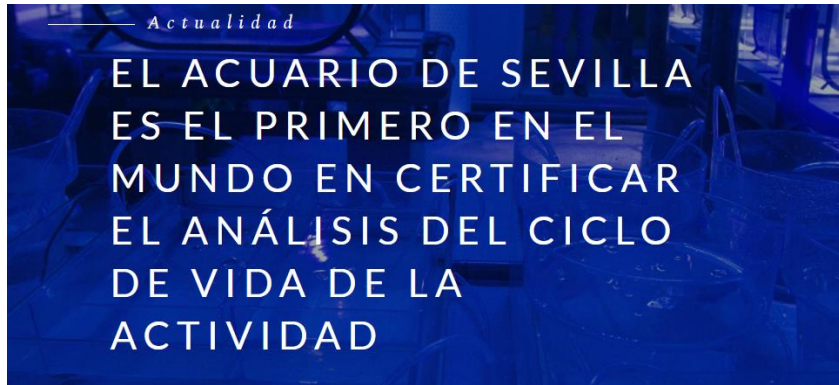 Actualidad
EL ACUARIO DE SEVILLA
ES EL PRIMERO EN EL
MUNDO EN CERTIFICAR
EL ANÁLISIS DEL CICLO
DE VIDA DE LA
ACTIVIDAD